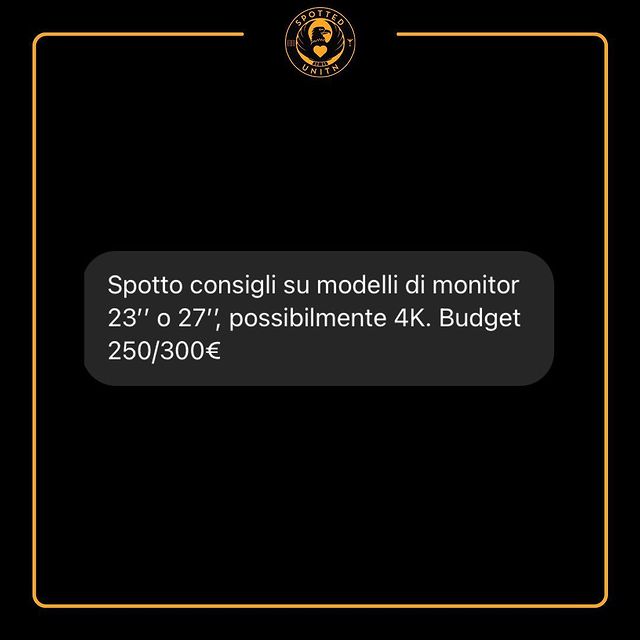 SPOTTED
UNITN
Spotto consigli su modelli di monitor
23’’ o 27’’, possibilmente 4K. Budget
250/300€